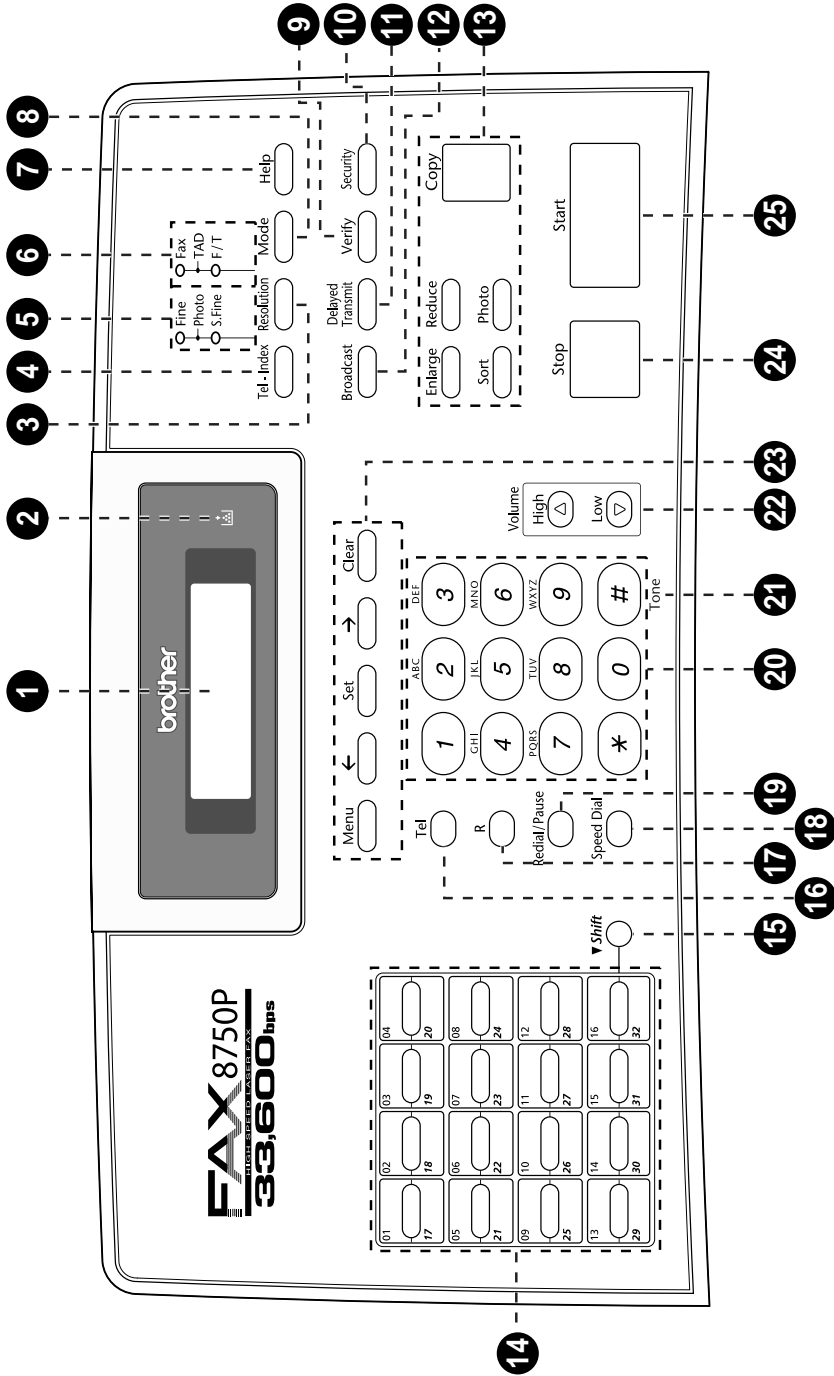 1 2 3 4 5 6 7 8
9 10 11 12 13
brother
Fine
Photo
S.Fine
Fax
TAD
F / T
Tel - Index Resolution Mode Help
Broadcast Delayed Transmit Verify Security
Enlarge Reduce Copy
Sort Photo
Stop Start
FAX 8750P
HIGH SPEED LASER FAX
33,600bps
Menu ← Set → Clear
01 02 03 04
17 18 19 20
05 06 07 08
21 22 23 24
09 10 11 12
25 26 27 28
13 14 15 16
29 30 31 32
▼ Shift
Tel
R
Redial / Pause
Speed Dial
ABC DEF
1 2 3
GHI JKL MNO
4 5 6
PQRS TUV WXYZ
7 8 9
* 0 #
Tone
Volume
High
Low
14 15 16 17 18 19 20 21 22 23 24 25